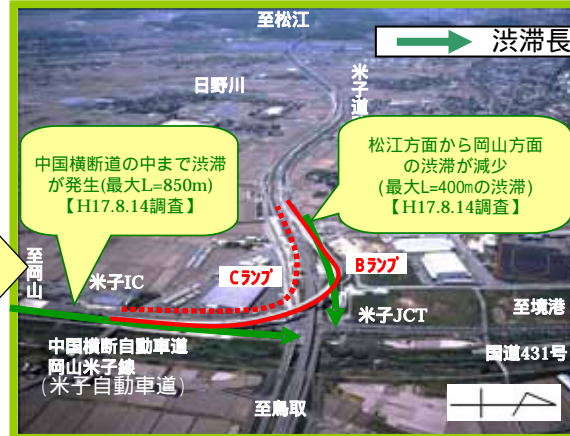 至松江
渋滞長
日野川
米子道
中国横断道の中まで渋滞
が発生(最大L=850m)
【H17.8.14調査】
松江方面から岡山方面
の渋滞が減少
(最大L=400mの渋滞)
【H17.8.14調査】
至岡山
米子IC
Cランプ
Bランプ
米子JCT
至境港
中国横断自動車道
岡山米子線
(米子自動車道)
国道431号
至鳥取